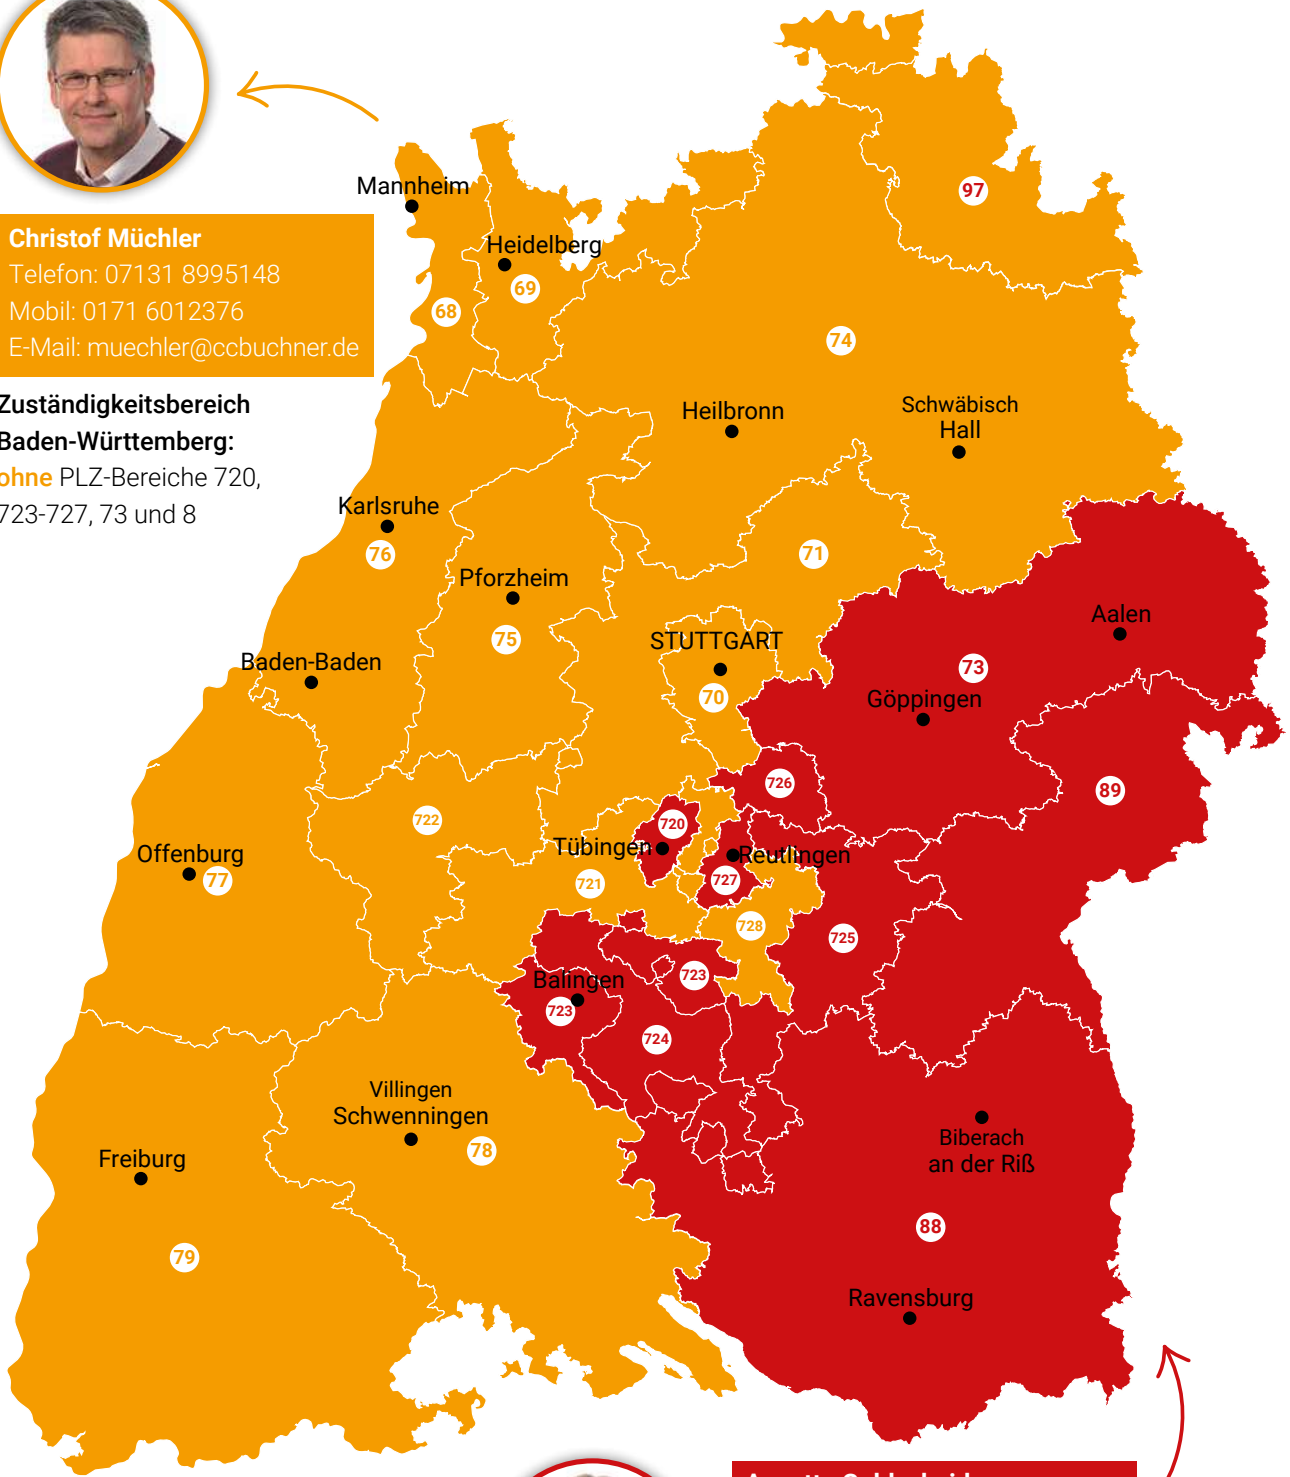 Christof Müchler
Telefon: 07131 8995148
Mobil: 0171 6012376
E-Mail: muechler@ccbuchner.de
Zuständigkeitsbereich
Baden-Württemberg:
ohne PLZ-Bereiche 720,
723-727, 73 und 8
Mannheim
97
Heidelberg
69
68
74
Heilbronn
Schwäbisch
Hall
Karlsruhe
76
71
Pforzheim
75
STUTTGART
70
Aalen
73
Göppingen
Baden-Baden
726
89
722
720
Tübingen
Reutlingen
Offenburg
77
721
727
728
725
Balingen
723
723
724
Villingen
Schwenningen
78
Biberach
an der Riß
Freiburg
79
88
Ravensburg